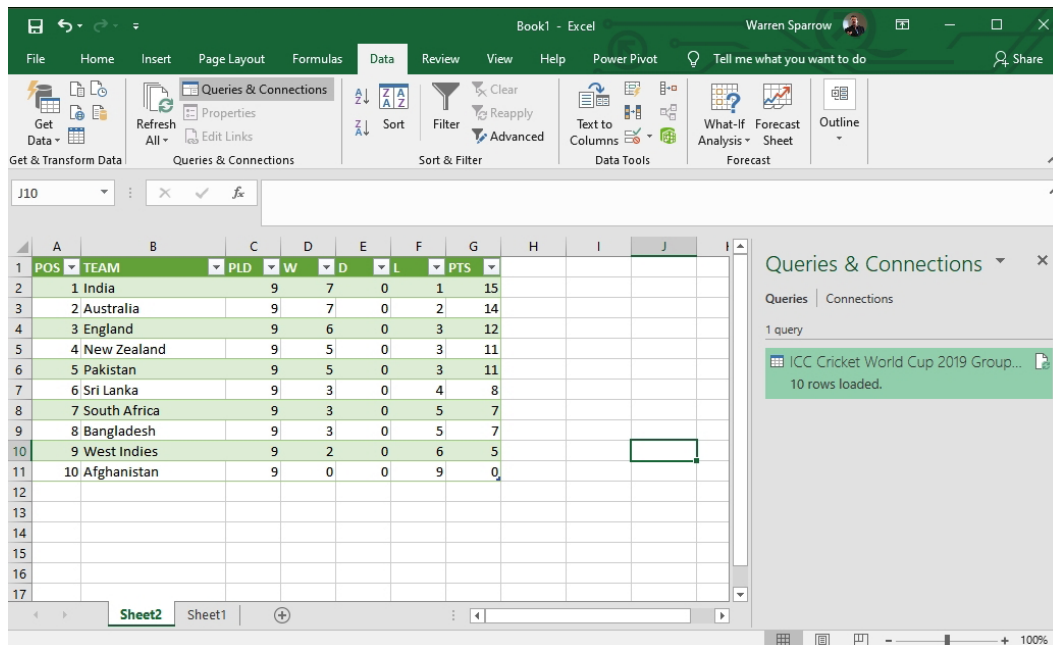 Book1 - Excel
Warren Sparrow
File Home Insert Page Layout Formulas Data Review View Help Power Pivot Tell me what you want to do Share
Get Data
Refresh All
Queries & Connections
Properties
Edit Links
Sort
Filter
Clear
Reapply
Advanced
Text to Columns
What-If Analysis
Forecast Sheet
Outline
Get & Transform Data Queries & Connections Sort & Filter Data Tools Forecast
J10 fx
A B C D E F G H I J
1 POS TEAM PLD W D L PTS
2 1 India 9 7 0 1 15
3 2 Australia 9 7 0 2 14
4 3 England 9 6 0 3 12
5 4 New Zealand 9 5 0 3 11
6 5 Pakistan 9 5 0 3 11
7 6 Sri Lanka 9 3 0 4 8
8 7 South Africa 9 3 0 5 7
9 8 Bangladesh 9 3 0 5 7
10 9 West Indies 9 2 0 6 5
11 10 Afghanistan 9 0 0 9 0
12
13
14
15
16
17
Queries & Connections
Queries Connections
1 query
ICC Cricket World Cup 2019 Group...
10 rows loaded.
Sheet2 Sheet1
100%